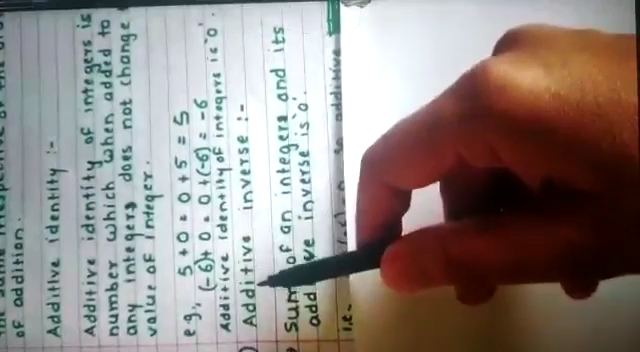 of addition.
Additive identity :-
Additive identity of integers is
number which when added to
any integers does not change
value of integer.
eg, 5+0 = 0+5 = 5
(-6)+0 = 0+(-6) = -6
Additive identity of integers is '0'.
) Additive inverse :-
Sum of an integers and its
additive inverse is '0'.
i.e.
additive